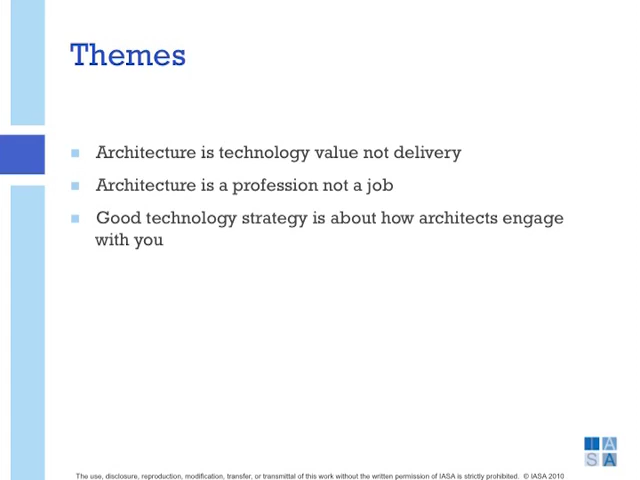 Themes
Architecture is technology value not delivery
Architecture is a profession not a job
Good technology strategy is about how architects engage
with you
IA
SA
The use, disclosure, reproduction, modification, transfer, or transmittal of this work without the written permission of IASA is strictly prohibited. © IASA 2010